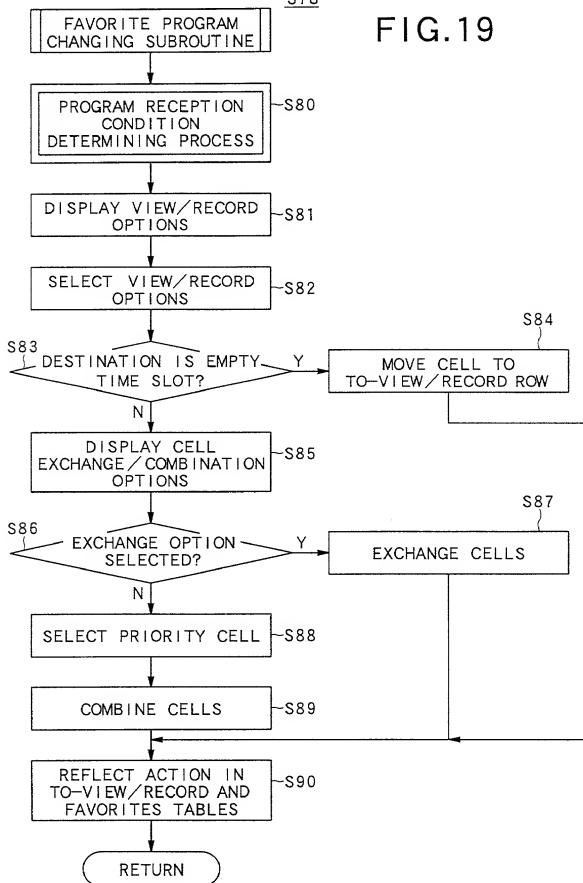 FIG.19
FAVORITE PROGRAM
CHANGING SUBROUTINE
PROGRAM RECEPTION
CONDITION
DETERMINING PROCESS
S80
DISPLAY VIEW/RECORD
OPTIONS
S81
SELECT VIEW/RECORD
OPTIONS
S82
S83
DESTINATION IS EMPTY
TIME SLOT?
Y
N
S84
MOVE CELL TO
TO-VIEW/RECORD ROW
DISPLAY CELL
EXCHANGE/COMBINATION
OPTIONS
S85
S86
EXCHANGE OPTION
SELECTED?
Y
N
S87
EXCHANGE CELLS
SELECT PRIORITY CELL
S88
COMBINE CELLS
S89
REFLECT ACTION IN
TO-VIEW/RECORD AND
FAVORITES TABLES
S90
RETURN